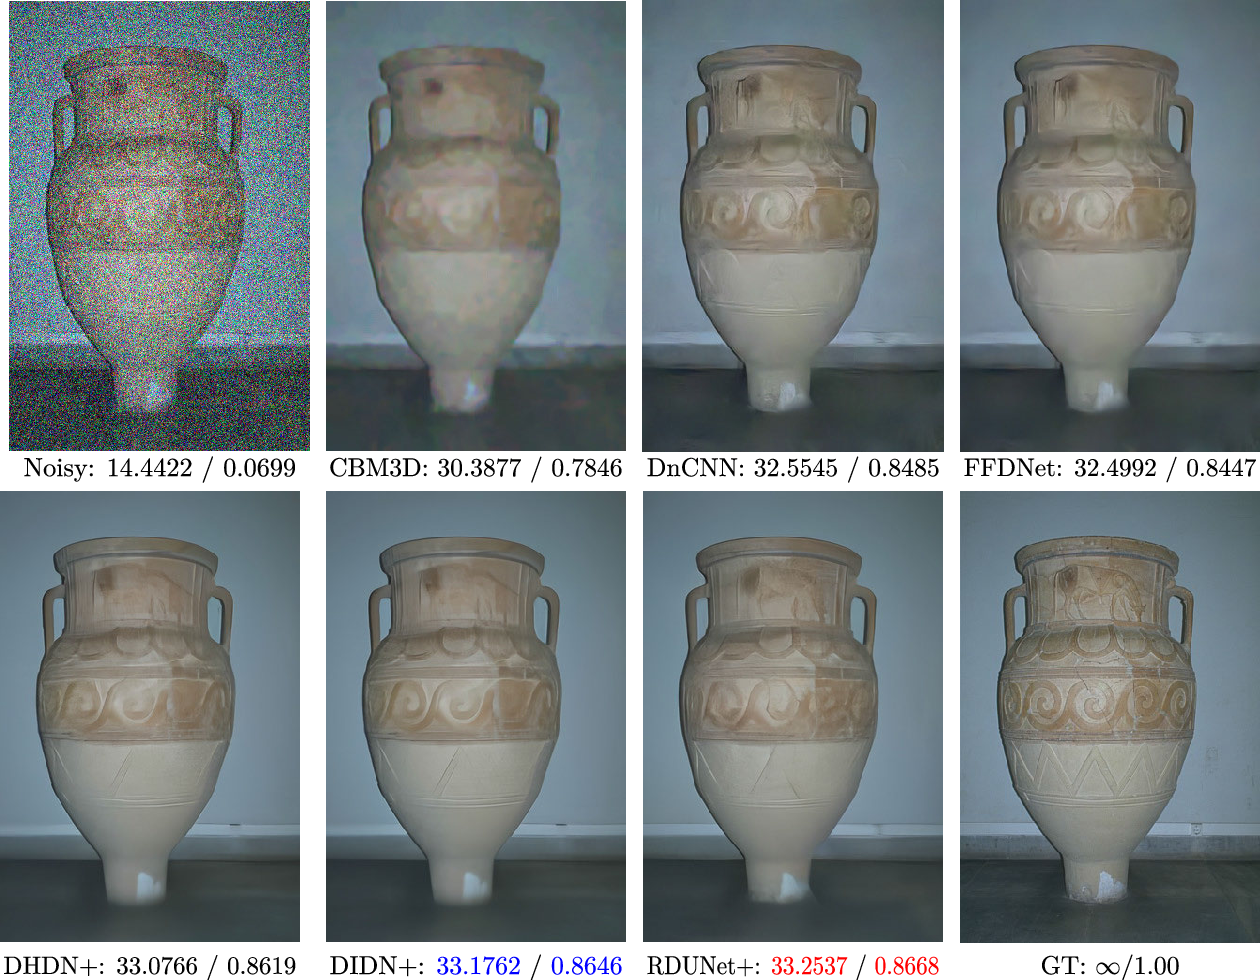 Noisy: 14.4422 / 0.0699 CBM3D: 30.3877 / 0.7846 DnCNN: 32.5545 / 0.8485 FFDNet: 32.4992 / 0.8447
DHDN+: 33.0766 / 0.8619 DIDN+: 33.1762 / 0.8646 RDUNet+: 33.2537 / 0.8668 GT: ∞/1.00